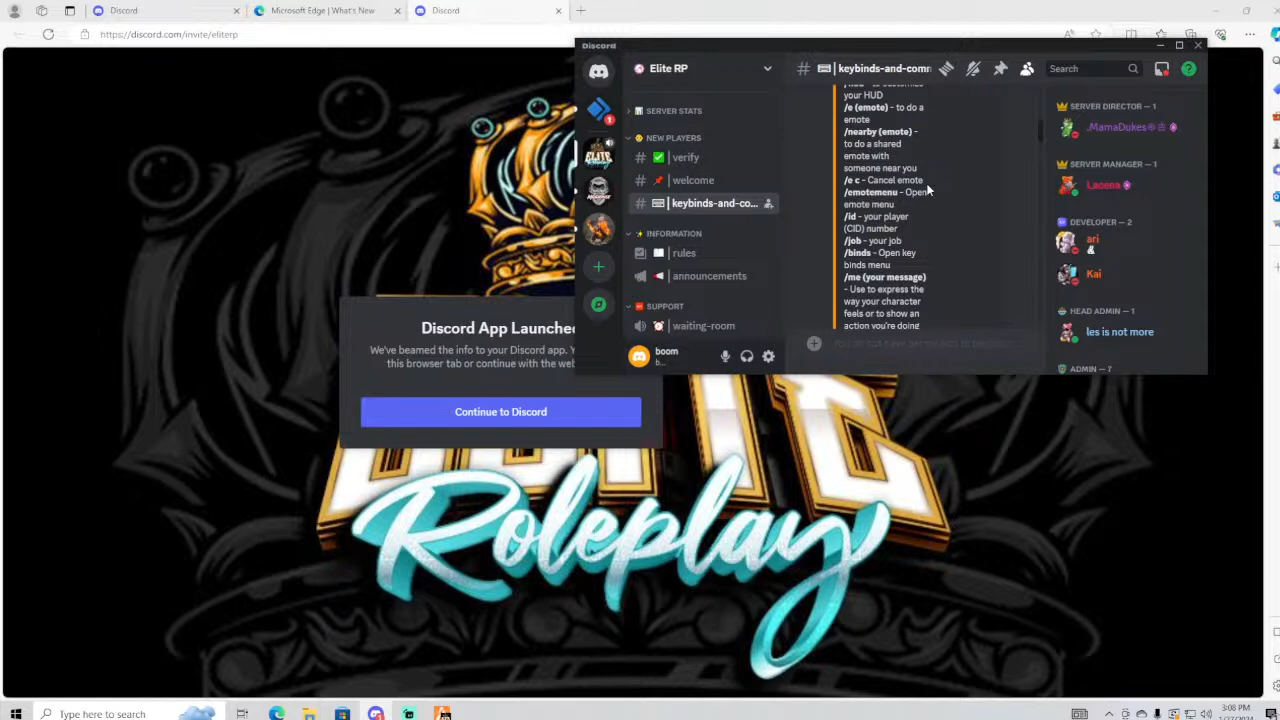 Discord
Microsoft Edge | What's New
Discord
https://discord.com/invite/eliterp
Discord
Elite RP
keybinds-and-comm
Search
SERVER STATS
NEW PLAYERS
verify
welcome
keybinds-and-co...
INFORMATION
rules
announcements
SUPPORT
waiting-room
boom
b...
your HUD
/e (emote) - to do a
emote
/nearby (emote) -
to do a shared
emote with
someone near you
/e c - Cancel emote
/emotemenu - Open
emote menu
/id - your player
(CID) number
/job - your job
/binds - Open key
binds menu
/me (your message)
- Use to express the
way your character
feels or to show an
action you're doing
SERVER DIRECTOR — 1
SERVER MANAGER — 1
Lacena
DEVELOPER — 2
ari
Kai
HEAD ADMIN — 1
les is not more
ADMIN — 7
Discord App Launche
We've beamed the info to your Discord app. Y
this browser tab or continue with the web
Continue to Discord
Roleplay
Type here to search
3:08 PM
1/27/2024